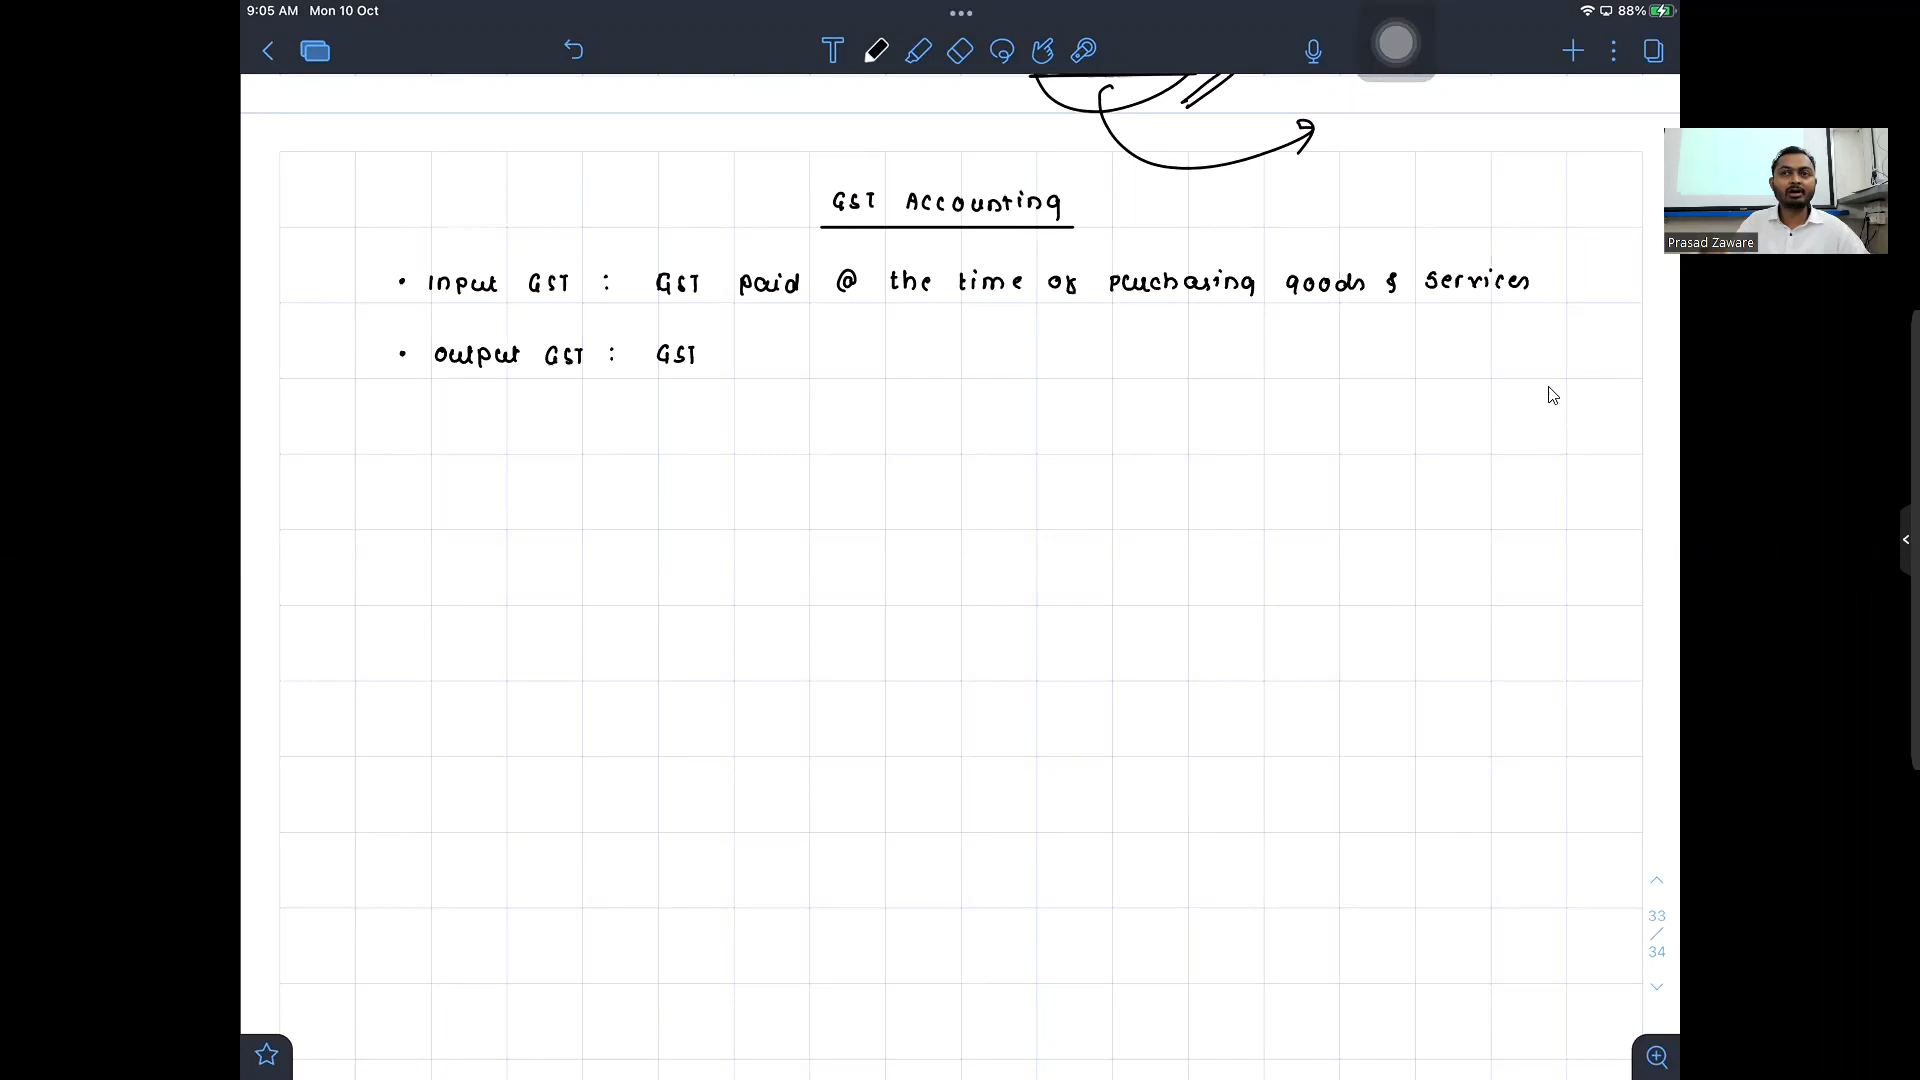 9:05 AM Mon 10 Oct
88%
GST Accounting
Prasad Zaware
• Input GST : GST paid @ the time of purchasing goods & services
• output GST : GST
33
34